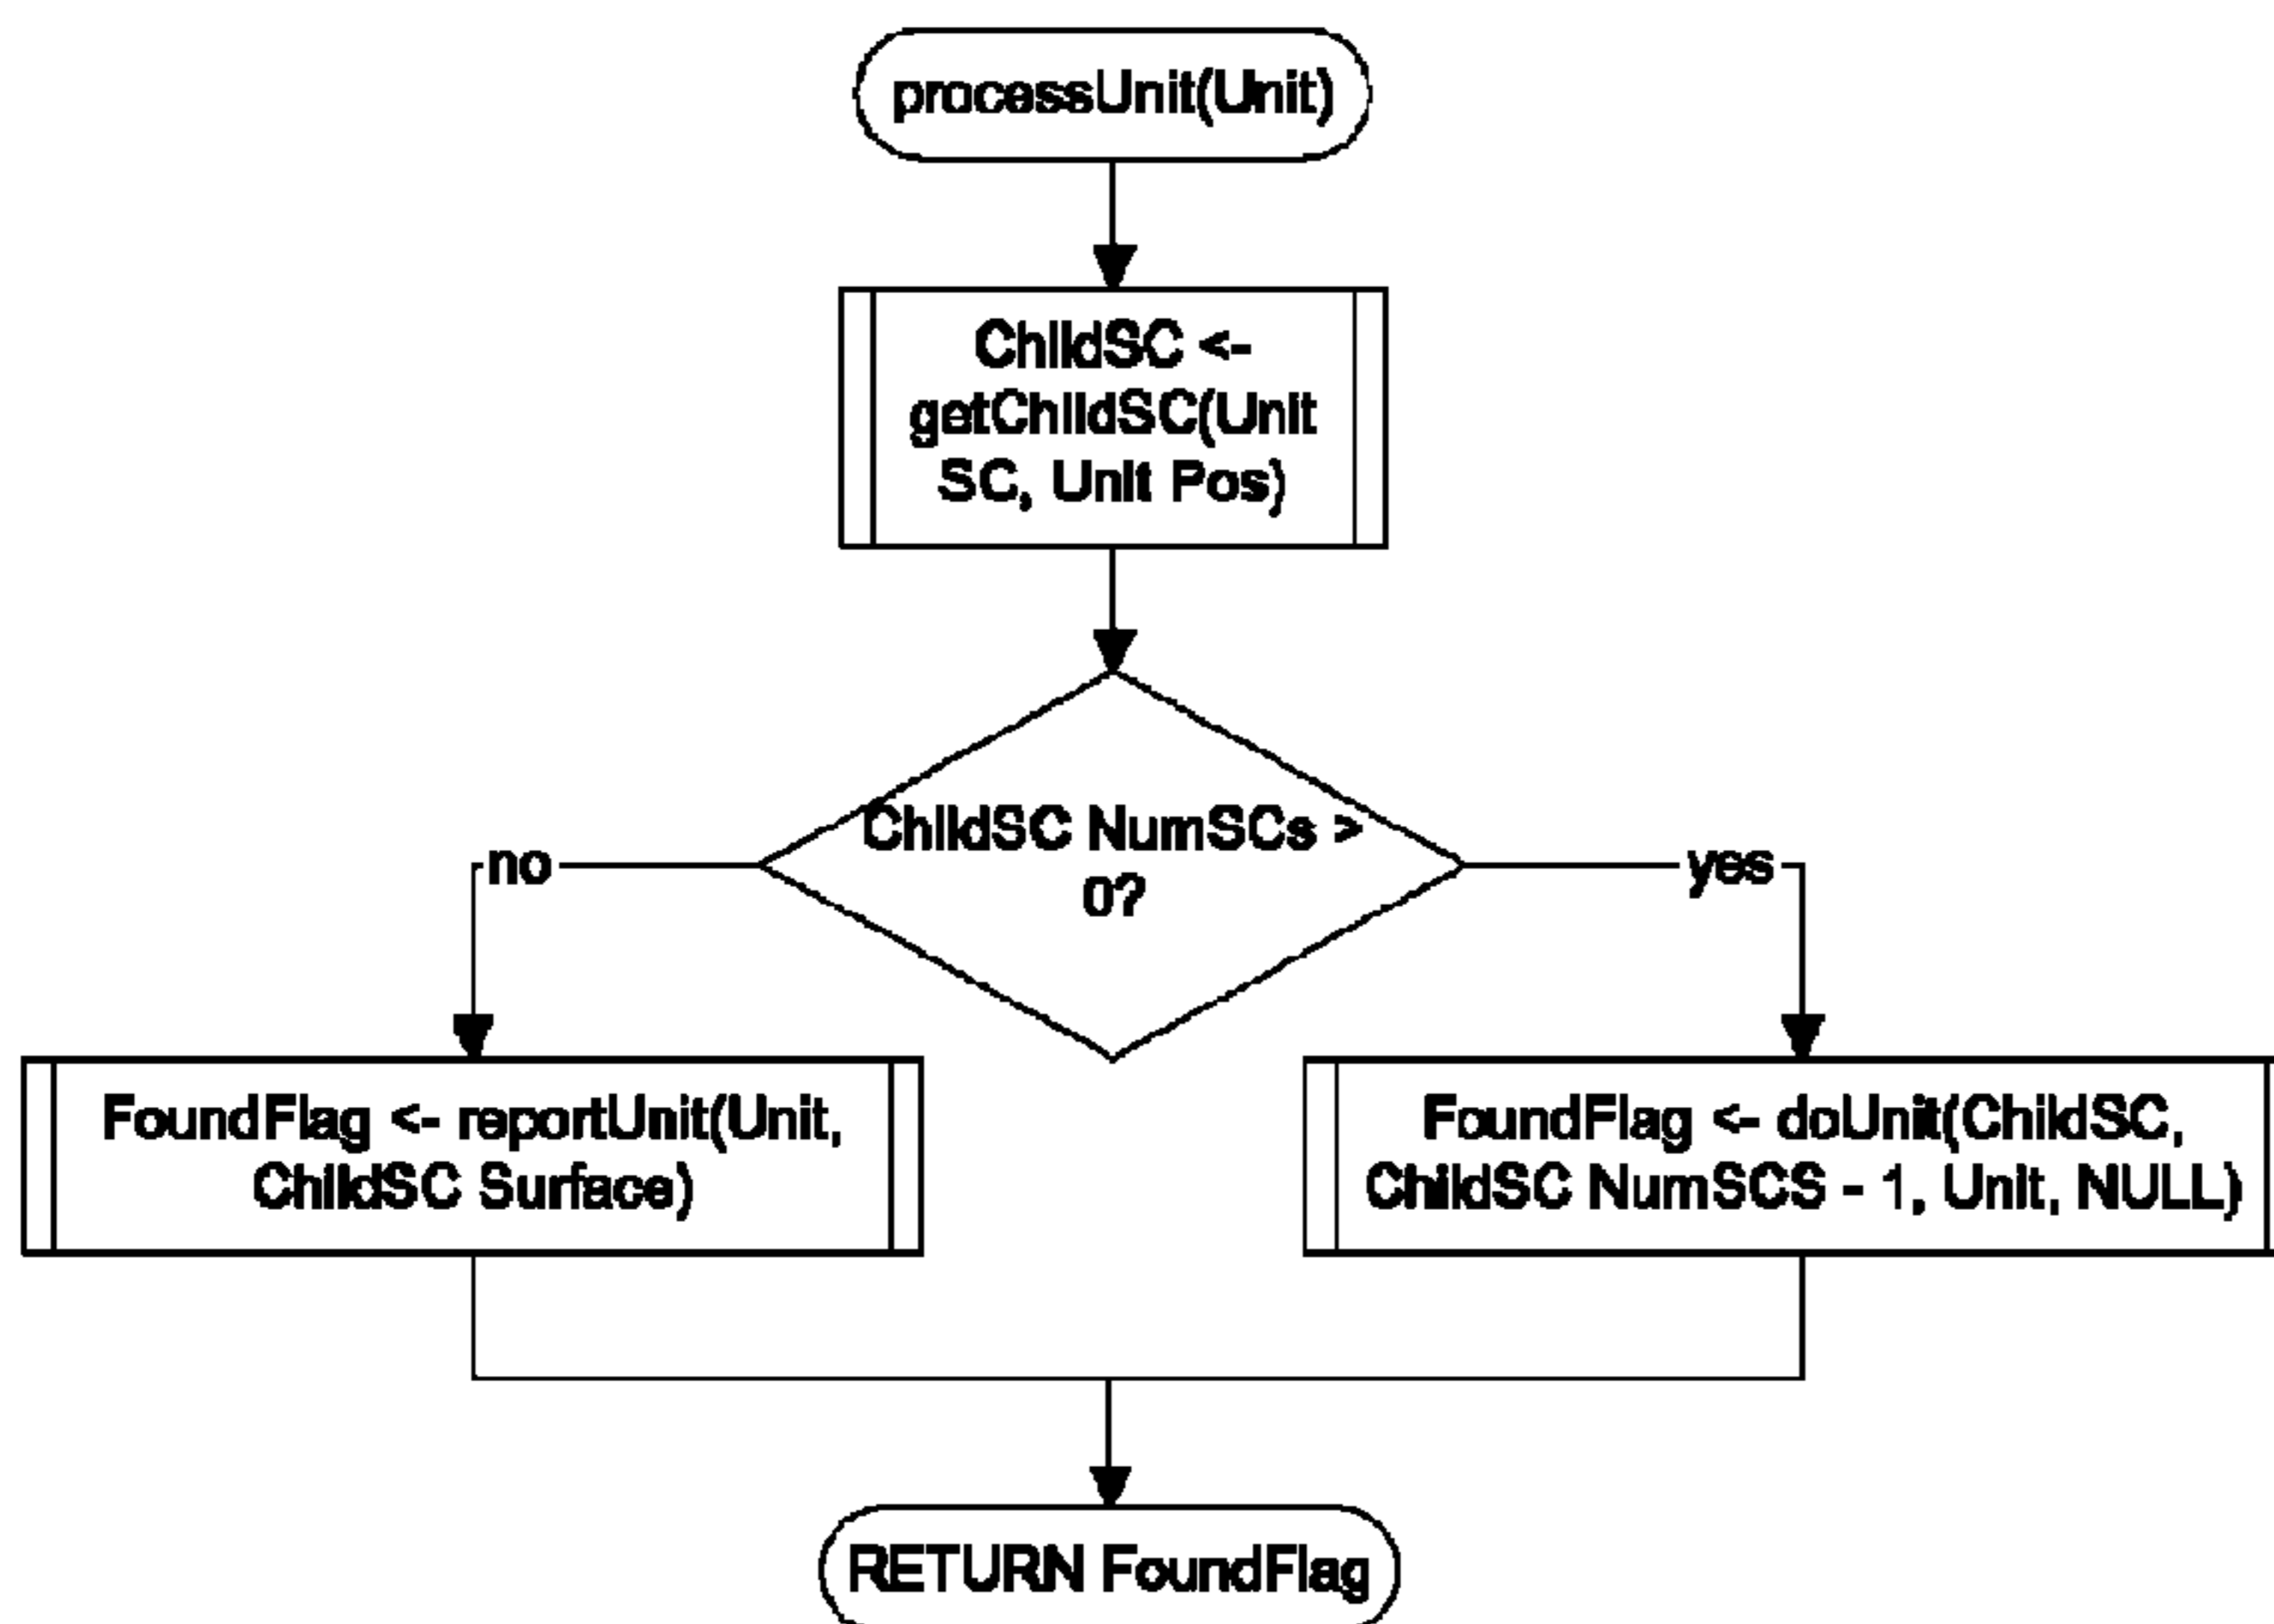 processUnit(Unit)
ChildSC <-
getChildSC(Unit
SC, Unit Pos)
ChildSC NumSCs >
0?
no
yes
FoundFlag <- reportUnit(Unit,
ChildSC Surface)
FoundFlag <- doUnit(ChildSC,
ChildSC NumSCS - 1, Unit, NULL)
RETURN FoundFlag